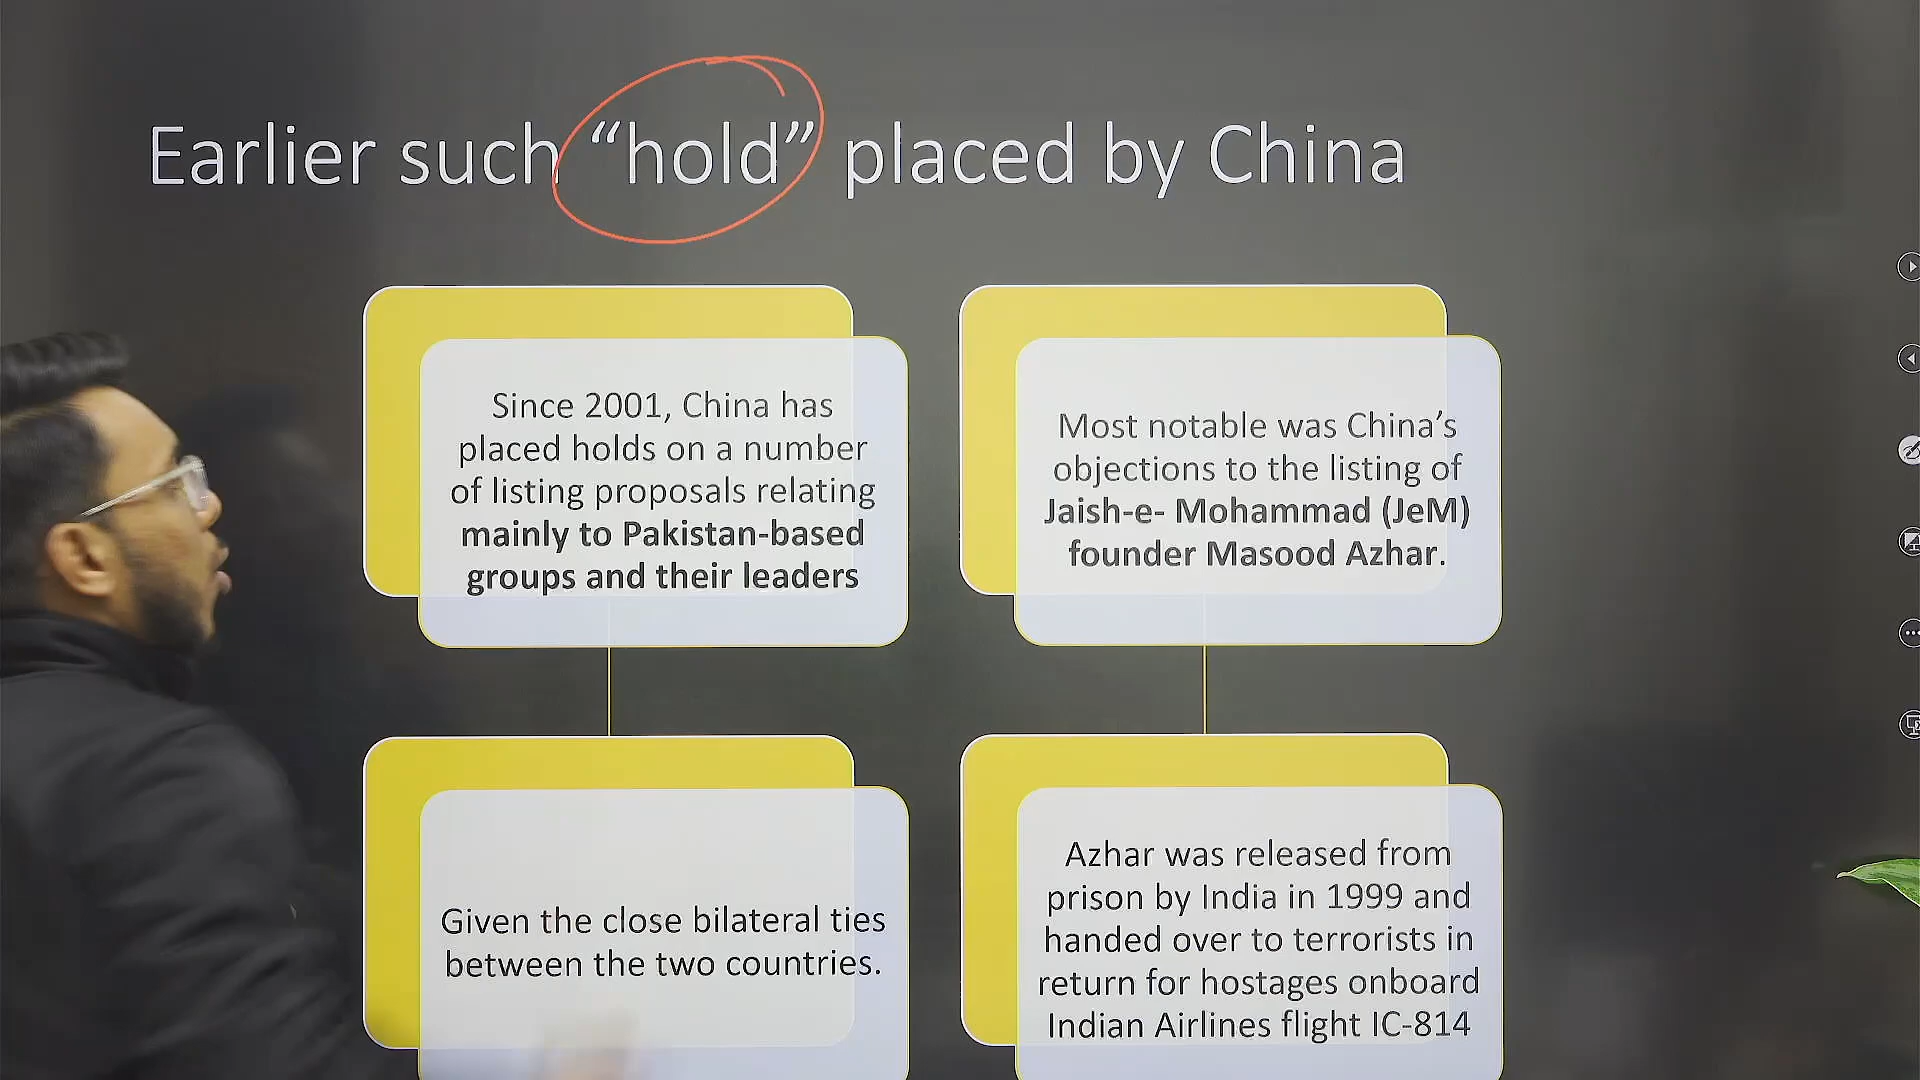 Earlier such “hold” placed by China
Since 2001, China has
placed holds on a number
of listing proposals relating
mainly to Pakistan-based
groups and their leaders
Most notable was China’s
objections to the listing of
Jaish-e- Mohammad (JeM)
founder Masood Azhar.
Given the close bilateral ties
between the two countries.
Azhar was released from
prison by India in 1999 and
handed over to terrorists in
return for hostages onboard
Indian Airlines flight IC-814